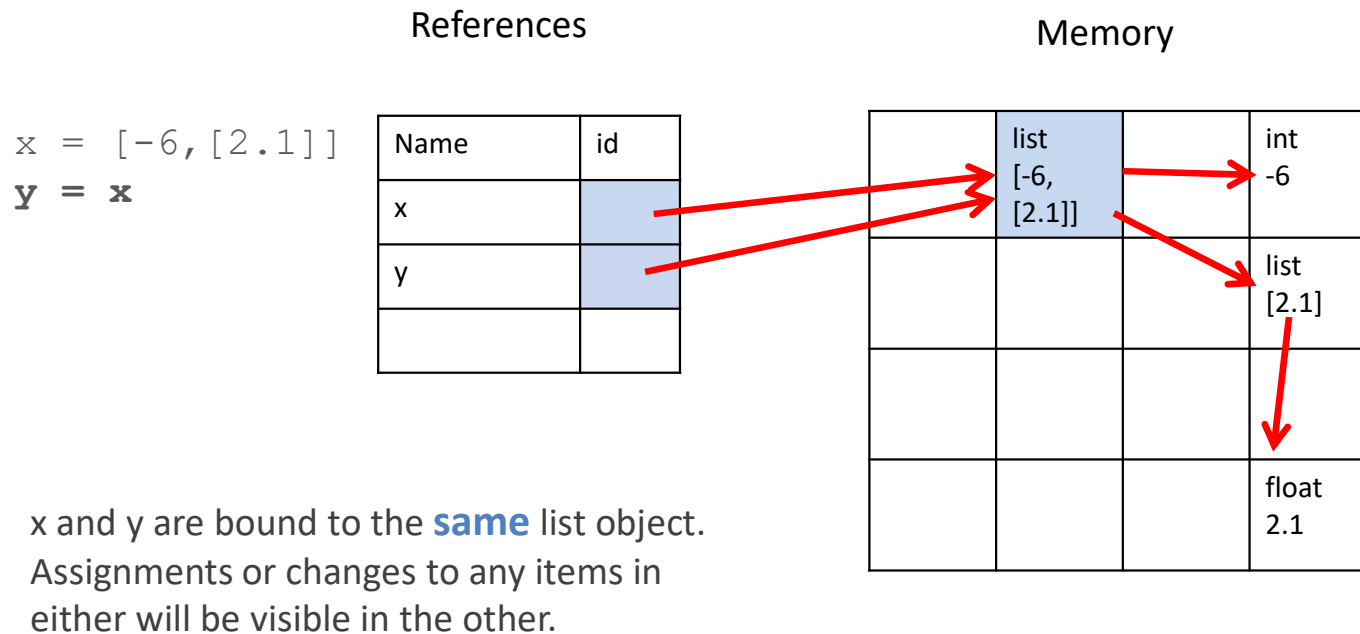 References
Memory
x = [-6,[2.1]]
y = x
Name id
x
y
list
[-6,
[2.1]]
int
-6
list
[2.1]
float
2.1
x and y are bound to the same list object.
Assignments or changes to any items in
either will be visible in the other.